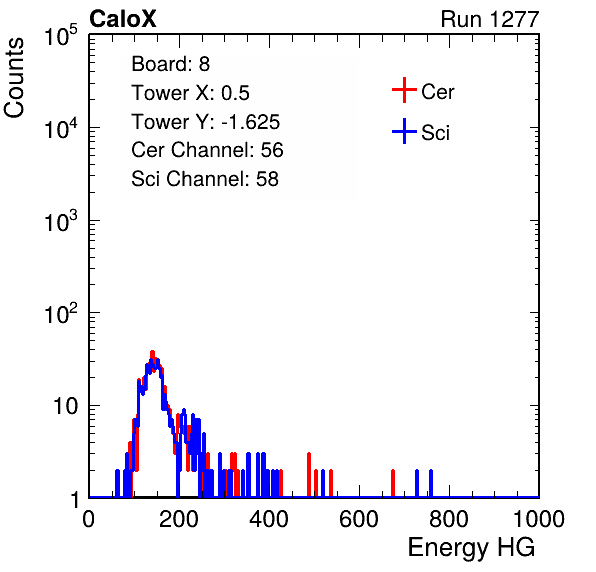 CaloX Run 1277
Counts
10^5
10^4
10^3
10^2
10
1
Board: 8
Tower X: 0.5
Tower Y: -1.625
Cer Channel: 56
Sci Channel: 58
Cer
Sci
0 200 400 600 800 1000
Energy HG